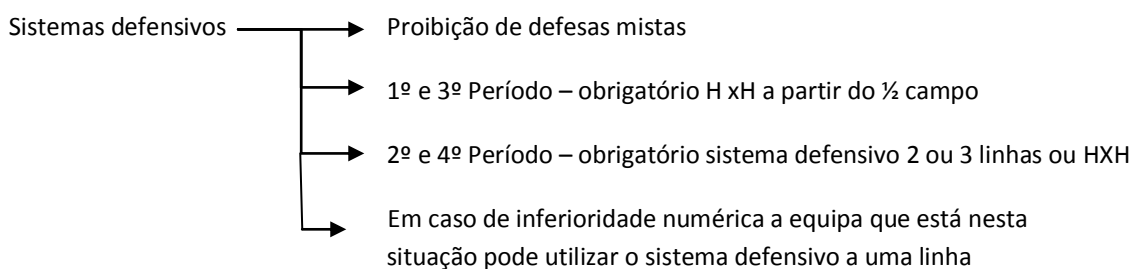 Sistemas defensivos
Proibição de defesas mistas
1º e 3º Período – obrigatório H xH a partir do ½ campo
2º e 4º Período – obrigatório sistema defensivo 2 ou 3 linhas ou HXH
Em caso de inferioridade numérica a equipa que está nesta
situação pode utilizar o sistema defensivo a uma linha